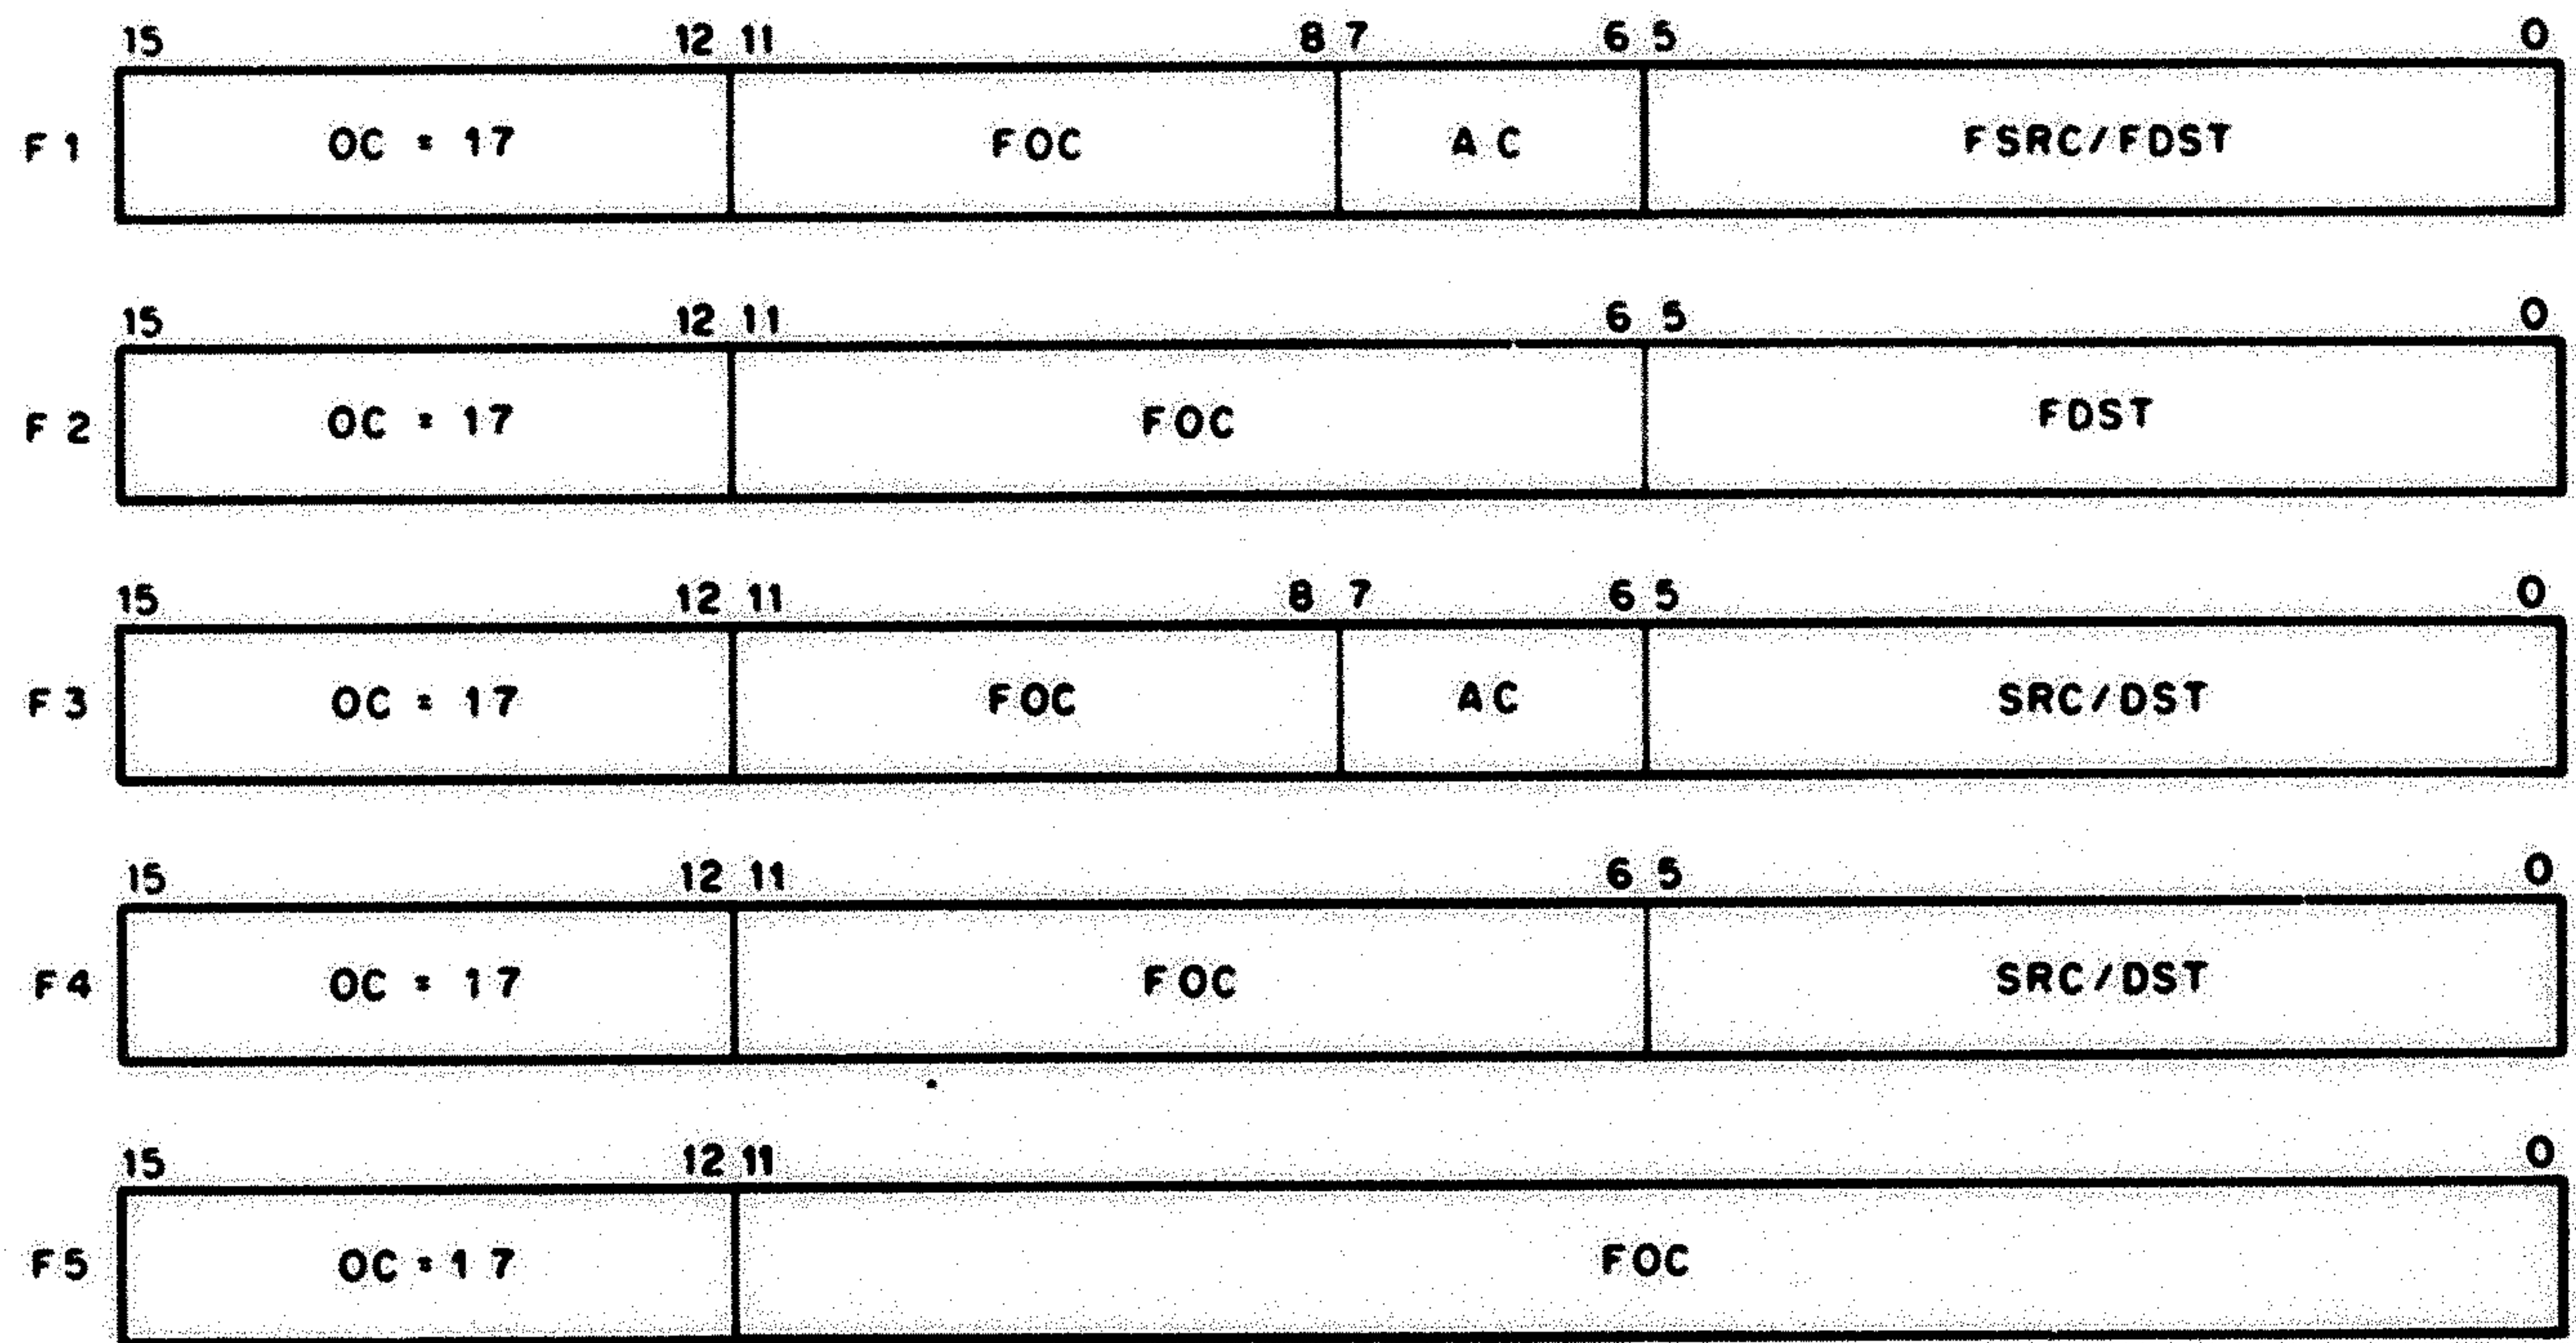 15 12 11 8 7 6 5 0
F1 OC = 17 FOC AC FSRC/FDST
15 12 11 6 5 0
F2 OC = 17 FOC FDST
15 12 11 8 7 6 5 0
F3 OC = 17 FOC AC SRC/DST
15 12 11 6 5 0
F4 OC = 17 FOC SRC/DST
15 12 11 0
F5 OC = 17 FOC